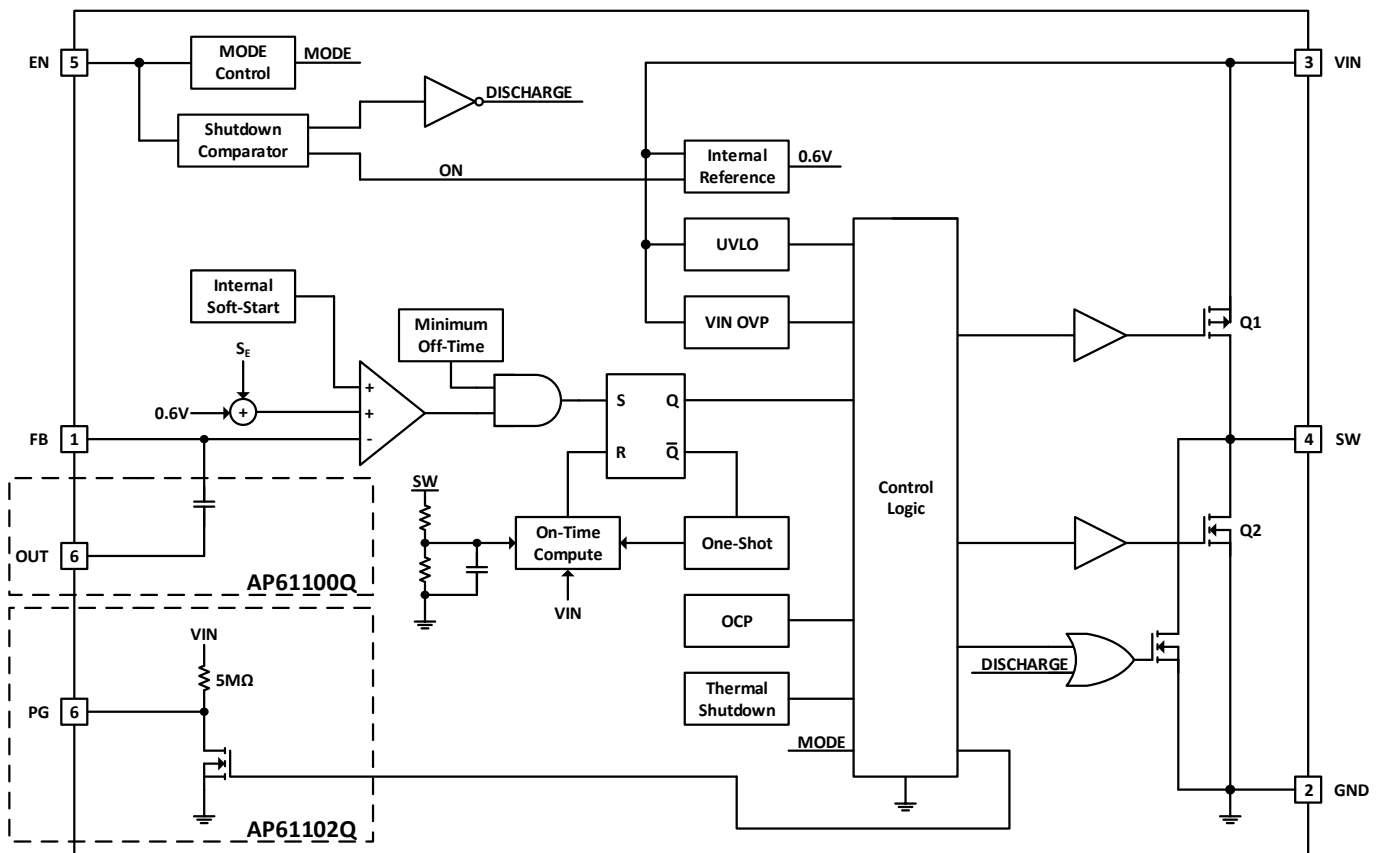 EN 5
MODE
Control
MODE
3 VIN
DISCHARGE
Shutdown
Comparator
ON
Internal
Reference
0.6V
UVLO
Internal
Soft-Start
VIN OVP
Minimum
Off-Time
Q1
SE
+
0.6V
+
+
-
S Q
R Q̅
FB 1
4 SW
SW
Control
Logic
On-Time
Compute
One-Shot
Q2
OUT 6
AP61100Q
VIN
OCP
VIN
5MΩ
DISCHARGE
PG 6
Thermal
Shutdown
MODE
2 GND
AP61102Q